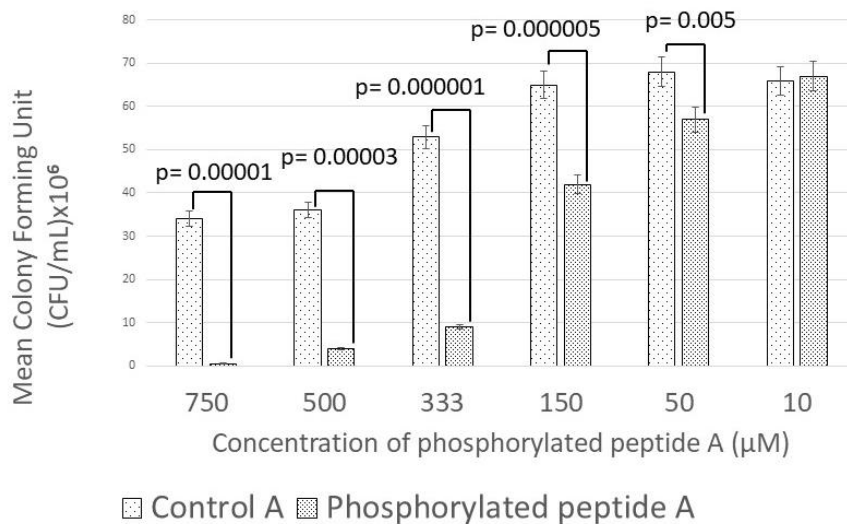 80
p= 0.000005
p= 0.005
70
p= 0.000001
60
50
p= 0.00001
p= 0.00003
40
30
20
10
0
Mean Colony Forming Unit
(CFU/mL)x10⁶
750 500 333 150 50 10
Concentration of phosphorylated peptide A (µM)
Control A Phosphorylated peptide A